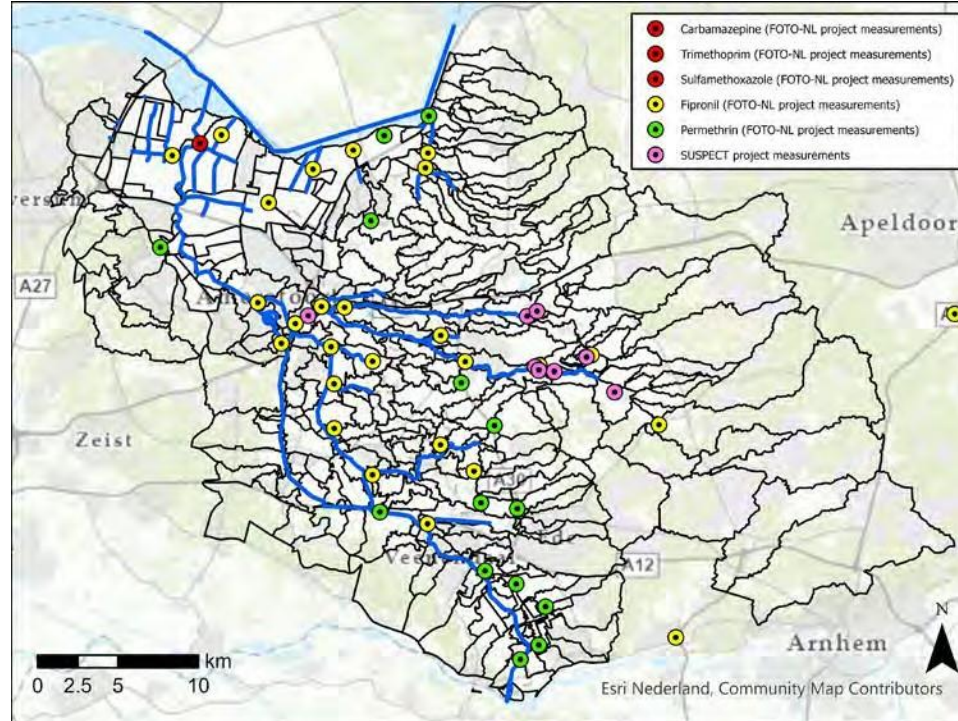 Carbamazepine (FOTO-NL project measurements)
Trimethoprim (FOTO-NL project measurements)
Sulfamethoxazole (FOTO-NL project measurements)
Fipronil (FOTO-NL project measurements)
Permethrin (FOTO-NL project measurements)
SUSPECT project measurements
Apeldoor
A27
Zeist
A30
A12
Arnhem
N
km
0 2.5 5 10
Esri Nederland, Community Map Contributors